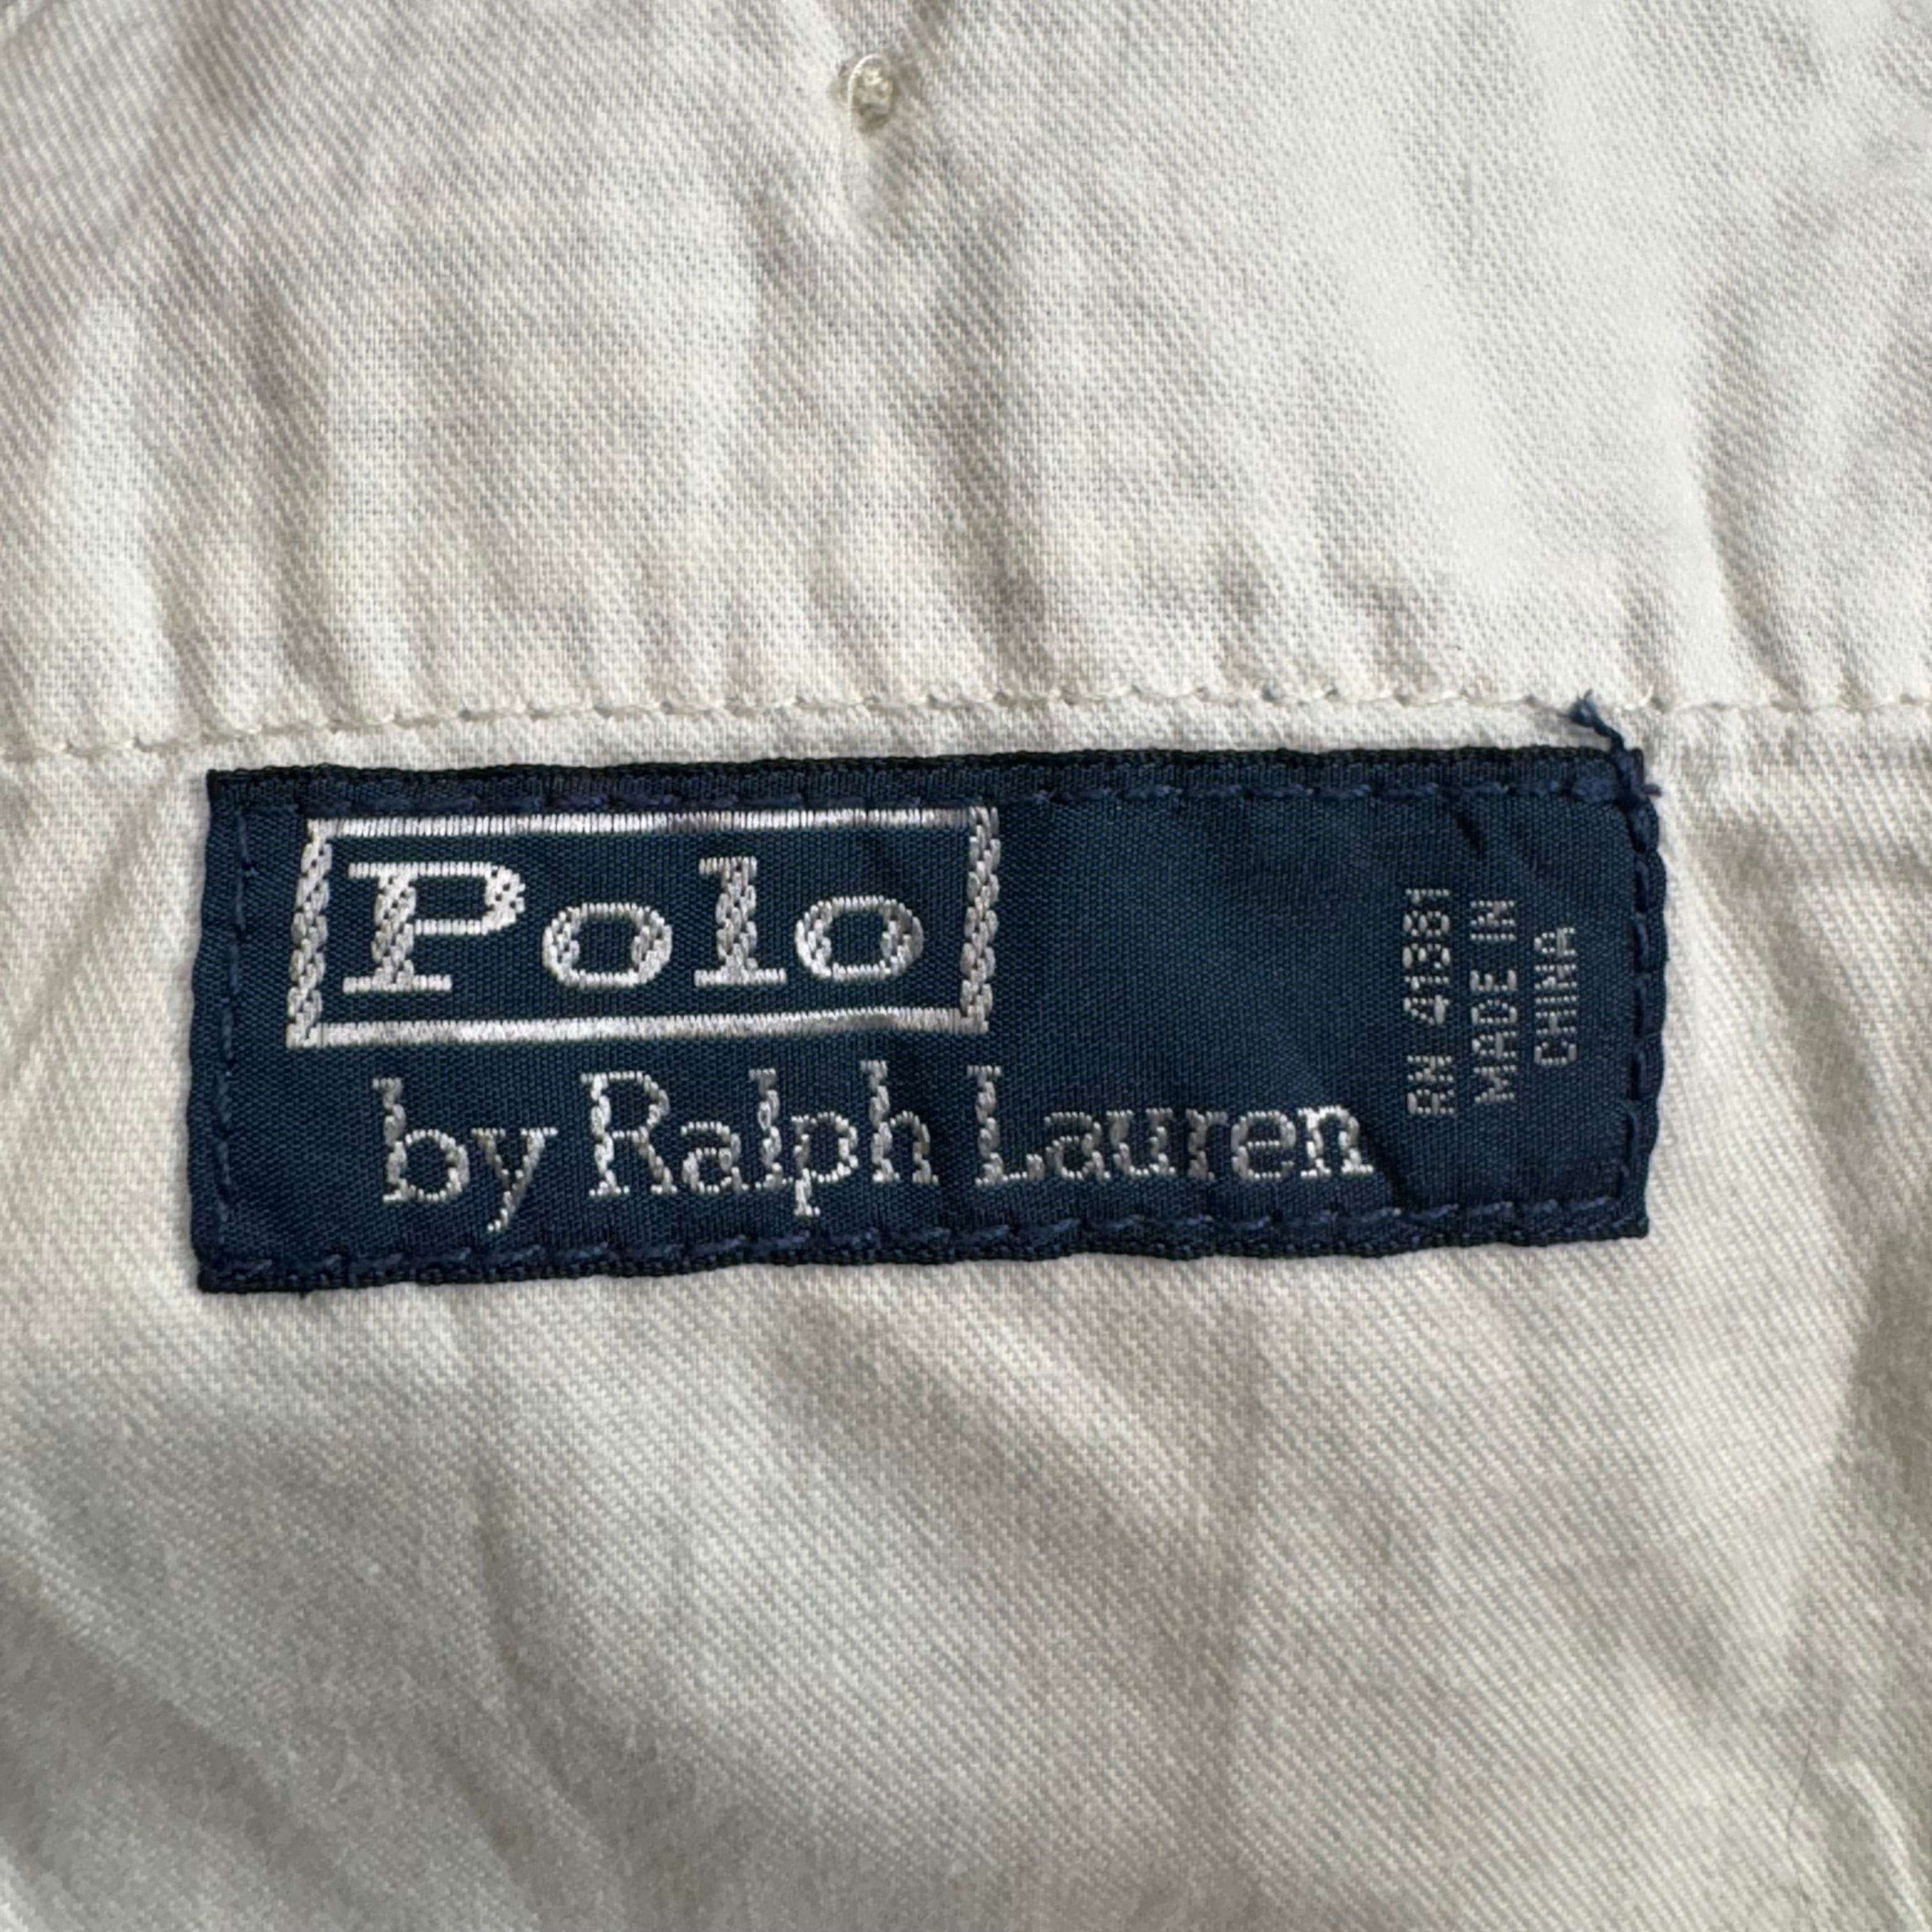 Polo
by Ralph Lauren
RN 41381
MADE IN
CHINA